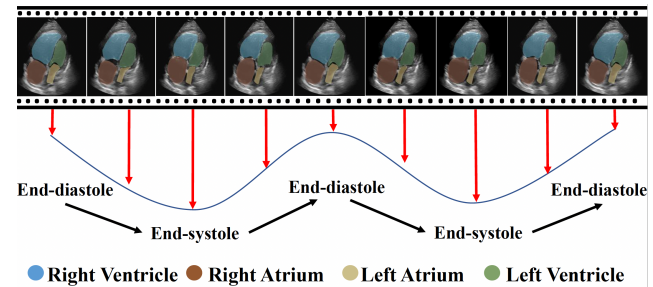 End-diastole
End-diastole
End-diastole
End-systole
End-systole
Right Ventricle
Right Atrium
Left Atrium
Left Ventricle